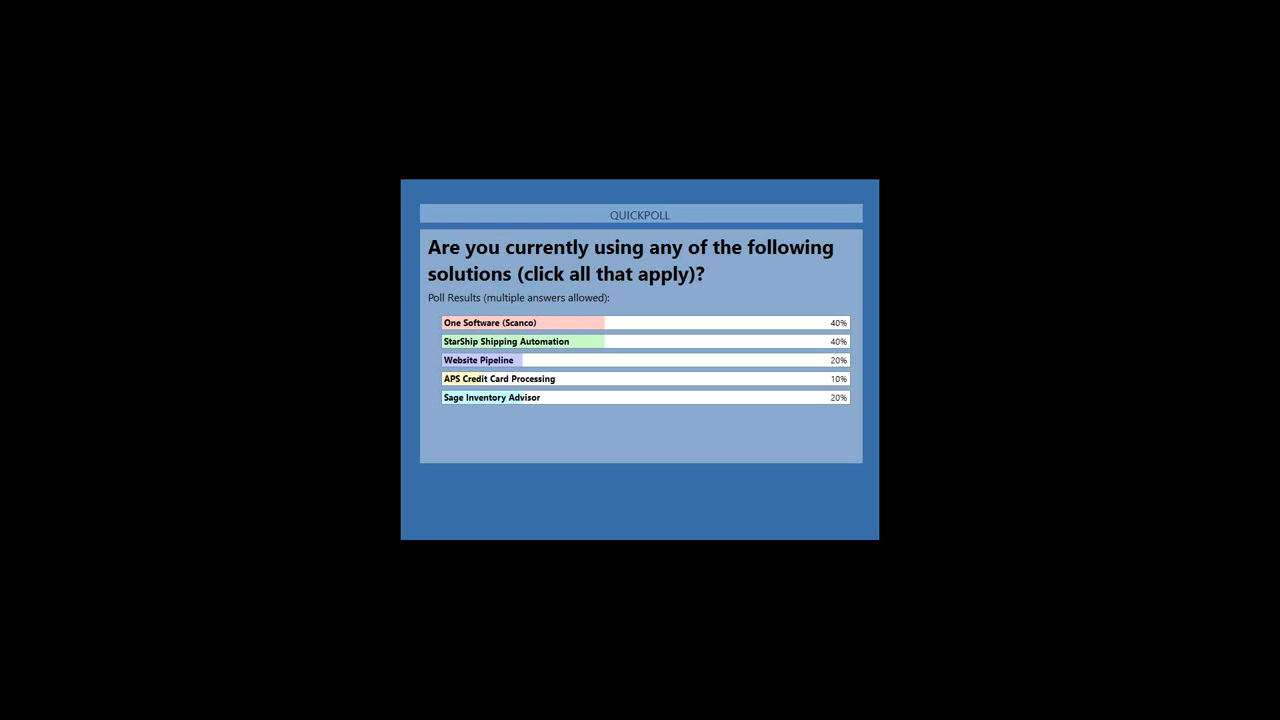 QUICKPOLL
Are you currently using any of the following
solutions (click all that apply)?
Poll Results (multiple answers allowed):
One Software (Scanco) 40%
StarShip Shipping Automation 40%
Website Pipeline 20%
APS Credit Card Processing 10%
Sage Inventory Advisor 20%